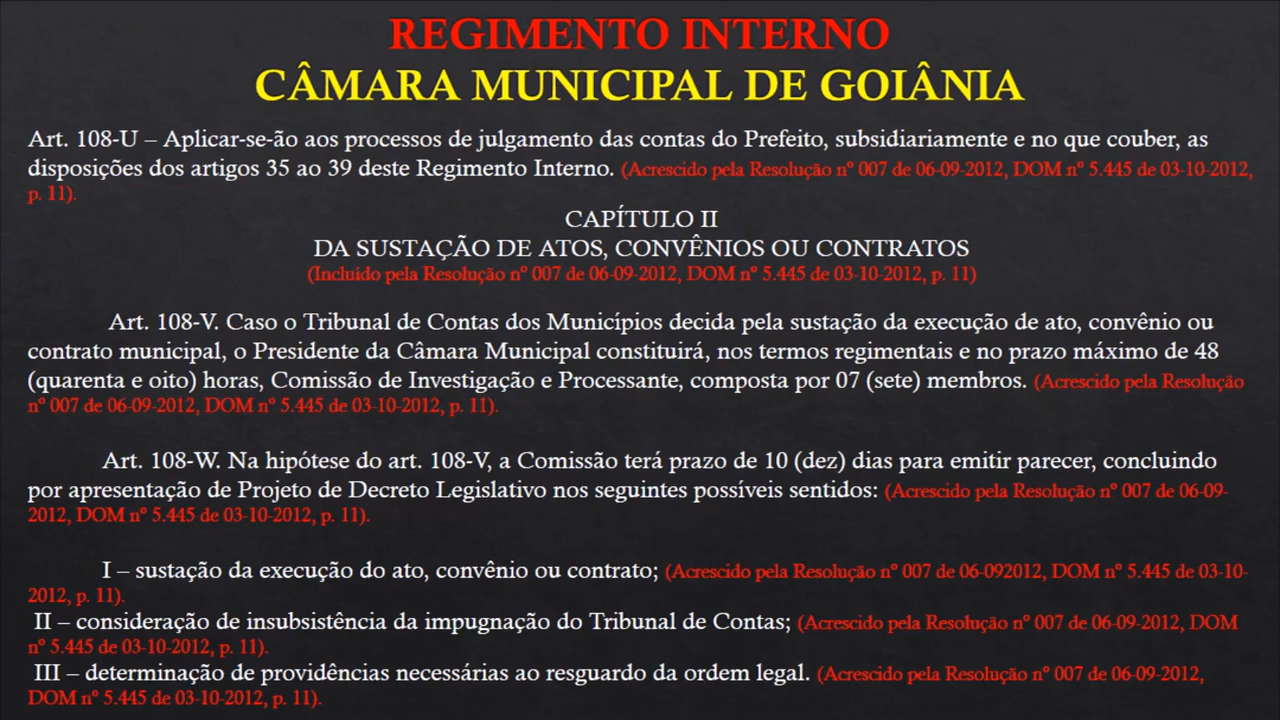 REGIMENTO INTERNO
CÂMARA MUNICIPAL DE GOIÂNIA
Art. 108-U – Aplicar-se-ão aos processos de julgamento das contas do Prefeito, subsidiariamente e no que couber, as
disposições dos artigos 35 ao 39 deste Regimento Interno. (Acrescido pela Resolução nº 007 de 06-09-2012, DOM nº 5.445 de 03-10-2012,
p. 11).
CAPÍTULO II
DA SUSTAÇÃO DE ATOS, CONVÊNIOS OU CONTRATOS
(Incluído pela Resolução nº 007 de 06-09-2012, DOM nº 5.445 de 03-10-2012, p. 11)
Art. 108-V. Caso o Tribunal de Contas dos Municípios decida pela sustação da execução de ato, convênio ou
contrato municipal, o Presidente da Câmara Municipal constituirá, nos termos regimentais e no prazo máximo de 48
(quarenta e oito) horas, Comissão de Investigação e Processante, composta por 07 (sete) membros. (Acrescido pela Resolução
nº 007 de 06-09-2012, DOM nº 5.445 de 03-10-2012, p. 11).
Art. 108-W. Na hipótese do art. 108-V, a Comissão terá prazo de 10 (dez) dias para emitir parecer, concluindo
por apresentação de Projeto de Decreto Legislativo nos seguintes possíveis sentidos: (Acrescido pela Resolução nº 007 de 06-09-
2012, DOM nº 5.445 de 03-10-2012, p. 11).
I – sustação da execução do ato, convênio ou contrato; (Acrescido pela Resolução nº 007 de 06-092012, DOM nº 5.445 de 03-10-
2012, p. 11).
II – consideração de insubsistência da impugnação do Tribunal de Contas; (Acrescido pela Resolução nº 007 de 06-09-2012, DOM
nº 5.445 de 03-10-2012, p. 11).
III – determinação de providências necessárias ao resguardo da ordem legal. (Acrescido pela Resolução nº 007 de 06-09-2012,
DOM nº 5.445 de 03-10-2012, p. 11).